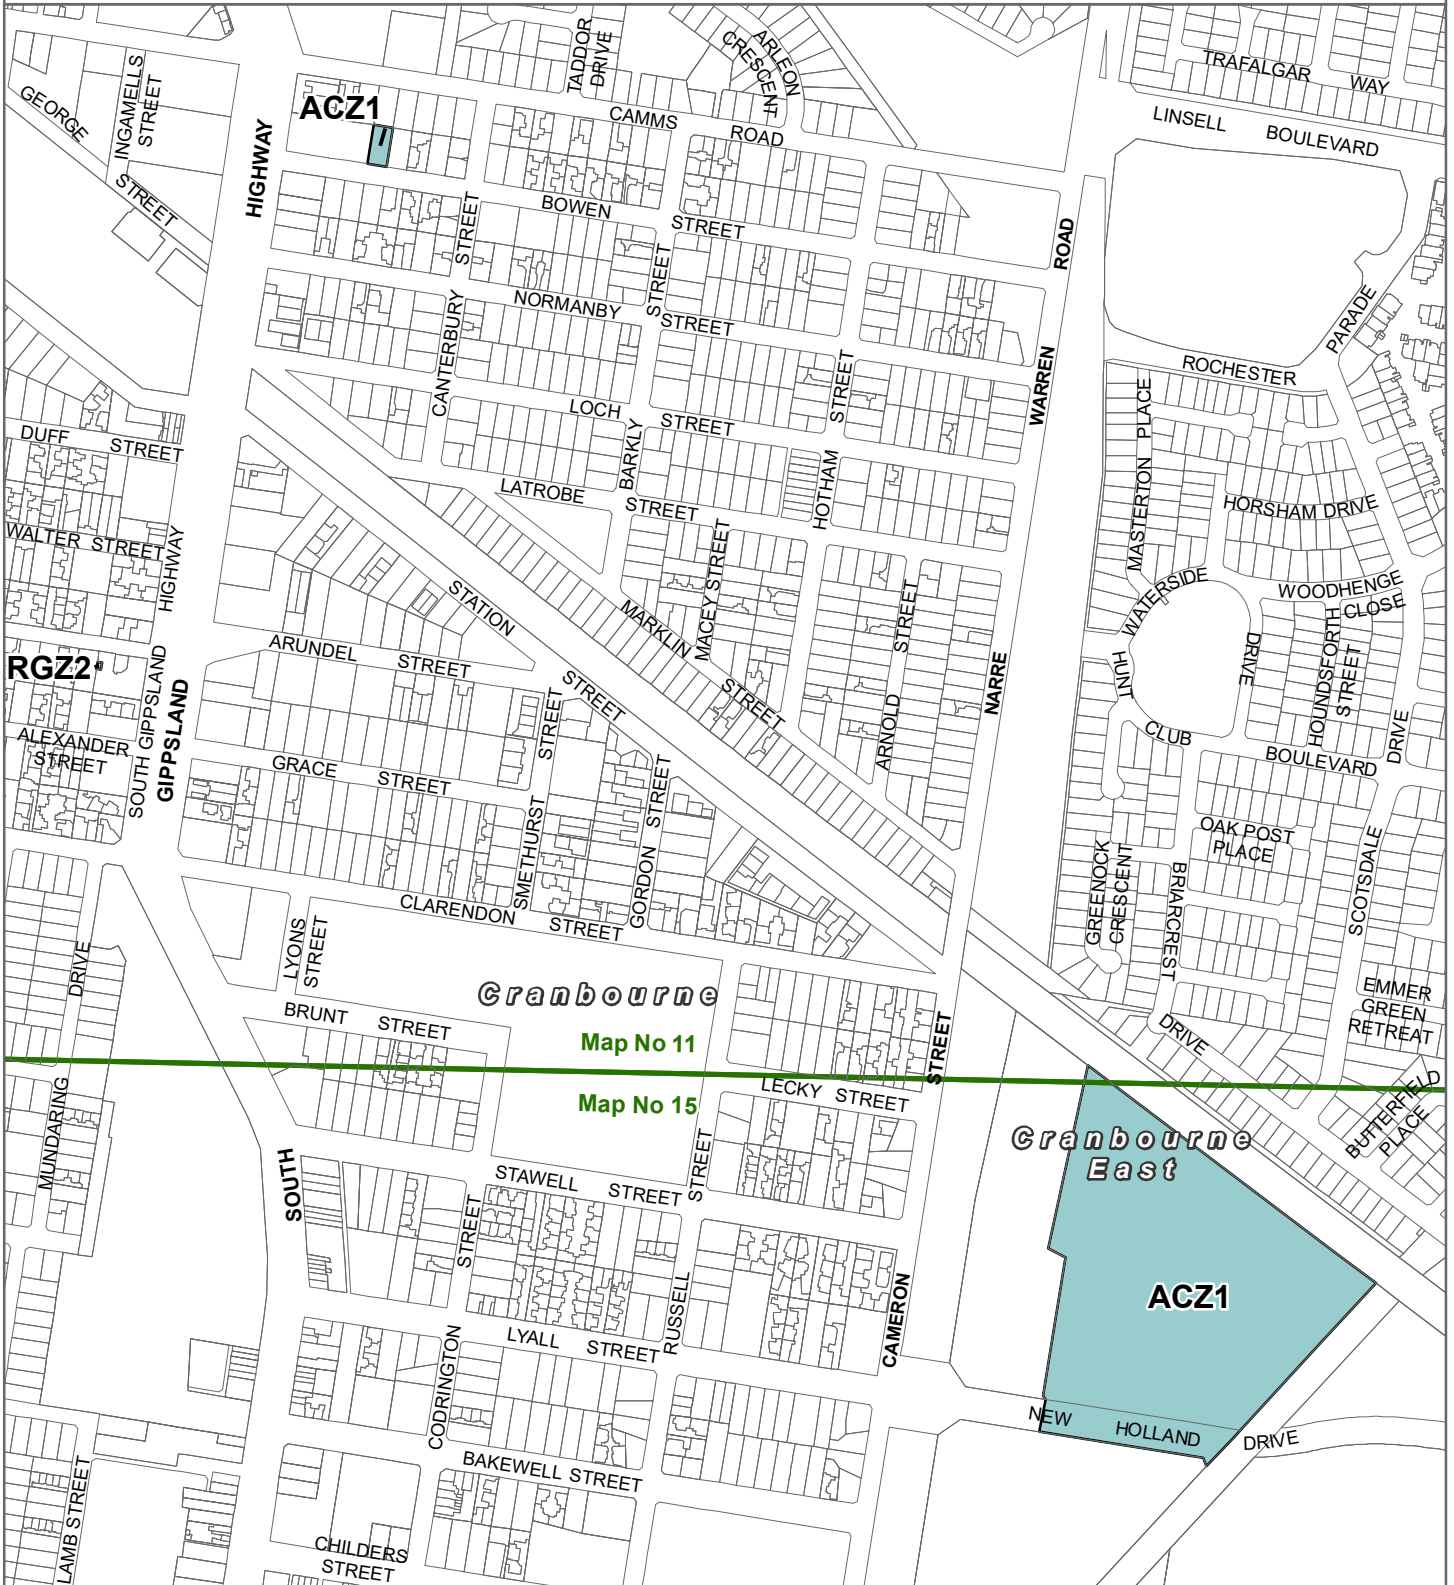 TADDOR
DRIVE
ARLEON
CRESCENT
TRAFALGAR WAY
INGAMELLS
STREET
GEORGE
STREET
ACZ1
HIGHWAY
CAMMS ROAD
LINSELL BOULEVARD
BOWEN STREET
STREET
STREET
ROAD
CANTERBURY
NORMANBY STREET
PARADE
ROCHESTER
WARREN
STREET
MASTERTON PLACE
LOCH STREET
BARKLY
DUFF STREET
HOTHAM
LATROBE STREET
HORSHAM DRIVE
WALTER STREET
HIGHWAY
MACEY STREET
STATION
STREET
MARKLIN
STREET
STREET
ARNOLD
WATERSIDE
DRIVE
WOODHENGE
CLOSE
HOUNDSFORTH
STREET
HUNT
CLUB
BOULEVARD
DRIVE
ARUNDEL STREET
RGZ2
NARRE
ALEXANDER
STREET
SOUTH GIPPSLAND
GIPPSLAND
GRACE STREET
STREET
SMETHURST
STREET
GORDON
OAK POST
PLACE
GREENOCK
CRESCENT
BRIARCREST
DRIVE
SCOTSDALE
CLARENDON STREET
LYONS
STREET
DRIVE
MUNDARING
Cranbourne
EMMER
GREEN
RETREAT
BRUNT STREET
Map No 11
STREET
Map No 15
LECKY STREET
BUTTERFIELD
PLACE
Cranbourne
East
SOUTH
STAWELL STREET
STREET
STREET
RUSSELL
CAMERON
ACZ1
LYALL STREET
CODRINGTON
NEW HOLLAND DRIVE
BAKEWELL STREET
LAMB STREET
CHILDERS
STREET